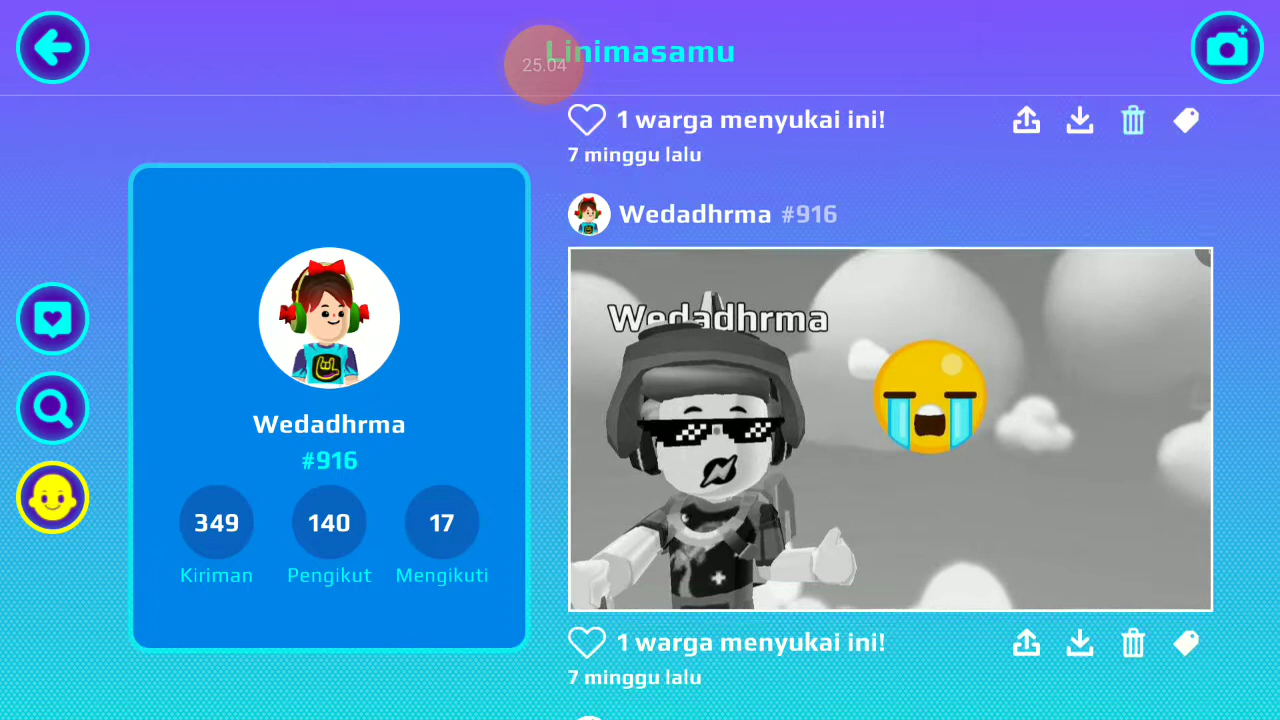 Linimasamu
25.04
1 warga menyukai ini!
7 minggu lalu
Wedadhrma #916
Wedadhrma
Wedadhrma
#916
349
140
17
Kiriman
Pengikut
Mengikuti
1 warga menyukai ini!
7 minggu lalu